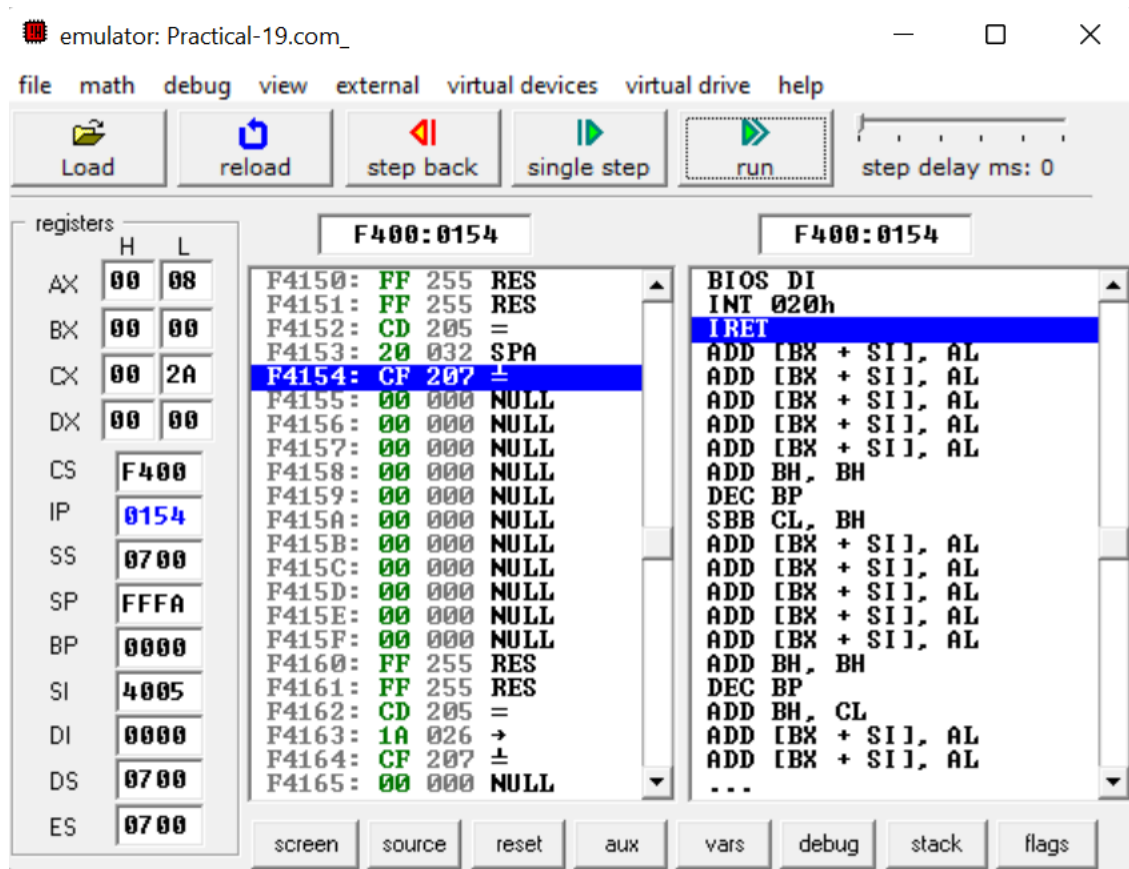 emulator: Practical-19.com_
file math debug view external virtual devices virtual drive help
Load reload step back single step run step delay ms: 0
registers
H L
AX 00 08
BX 00 00
CX 00 2A
DX 00 00
CS F400
IP 0154
SS 0700
SP FFFA
BP 0000
SI 4005
DI 0000
DS 0700
ES 0700
F400:0154
F4150: FF 255 RES
F4151: FF 255 RES
F4152: CD 205 =
F4153: 20 032 SPA
F4154: CF 207 ╧
F4155: 00 000 NULL
F4156: 00 000 NULL
F4157: 00 000 NULL
F4158: 00 000 NULL
F4159: 00 000 NULL
F415A: 00 000 NULL
F415B: 00 000 NULL
F415C: 00 000 NULL
F415D: 00 000 NULL
F415E: 00 000 NULL
F415F: 00 000 NULL
F4160: FF 255 RES
F4161: FF 255 RES
F4162: CD 205 =
F4163: 1A 026 →
F4164: CF 207 ╧
F4165: 00 000 NULL
F400:0154
BIOS DI
INT 020h
IRET
ADD [BX + SI], AL
ADD [BX + SI], AL
ADD [BX + SI], AL
ADD [BX + SI], AL
ADD [BX + SI], AL
ADD BH, BH
DEC BP
SBB CL, BH
ADD [BX + SI], AL
ADD [BX + SI], AL
ADD [BX + SI], AL
ADD [BX + SI], AL
ADD [BX + SI], AL
ADD BH, BH
DEC BP
ADD BH, CL
ADD [BX + SI], AL
ADD [BX + SI], AL
...
screen source reset aux vars debug stack flags